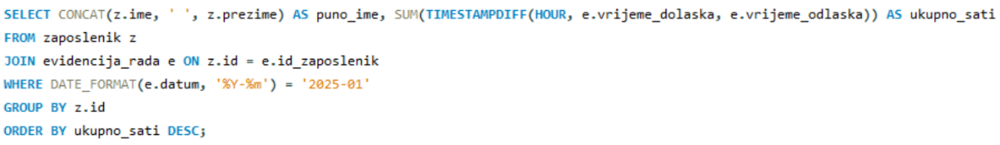 SELECT CONCAT(z.ime, ' ', z.prezime) AS puno_ime, SUM(TIMESTAMPDIFF(HOUR, e.vrijeme_dolaska, e.vrijeme_odlaska)) AS ukupno_sati
FROM zaposlenik z
JOIN evidencija_rada e ON z.id = e.id_zaposlenik
WHERE DATE_FORMAT(e.datum, '%Y-%m') = '2025-01'
GROUP BY z.id
ORDER BY ukupno_sati DESC;